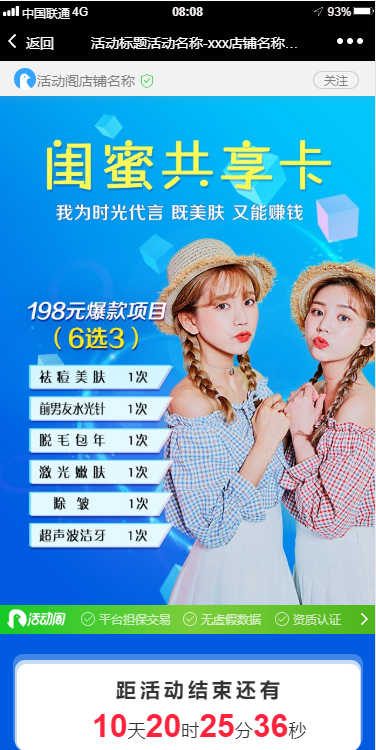 中国联通 4G 08:08 93%
返回 活动标题活动名称-xxx店铺名称...
活动阁店铺名称 关注
闺蜜共享卡
我为时光代言 既美肤 又能赚钱
198元爆款项目
(6选3)
祛痘美肤 1次
前男友水光针 1次
脱毛包年 1次
激光嫩肤 1次
除皱 1次
超声波洁牙 1次
活动阁 平台担保交易 无虚假数据 资质认证
距活动结束还有
10天20时25分36秒